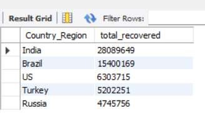 Result Grid Filter Rows:
Country_Region total_recovered
India 28089649
Brazil 15400169
US 6303715
Turkey 5202251
Russia 4745756